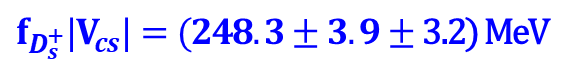 f_{D_s^+}|V_{cs}| = (248.3 ± 3.9 ± 3.2) MeV